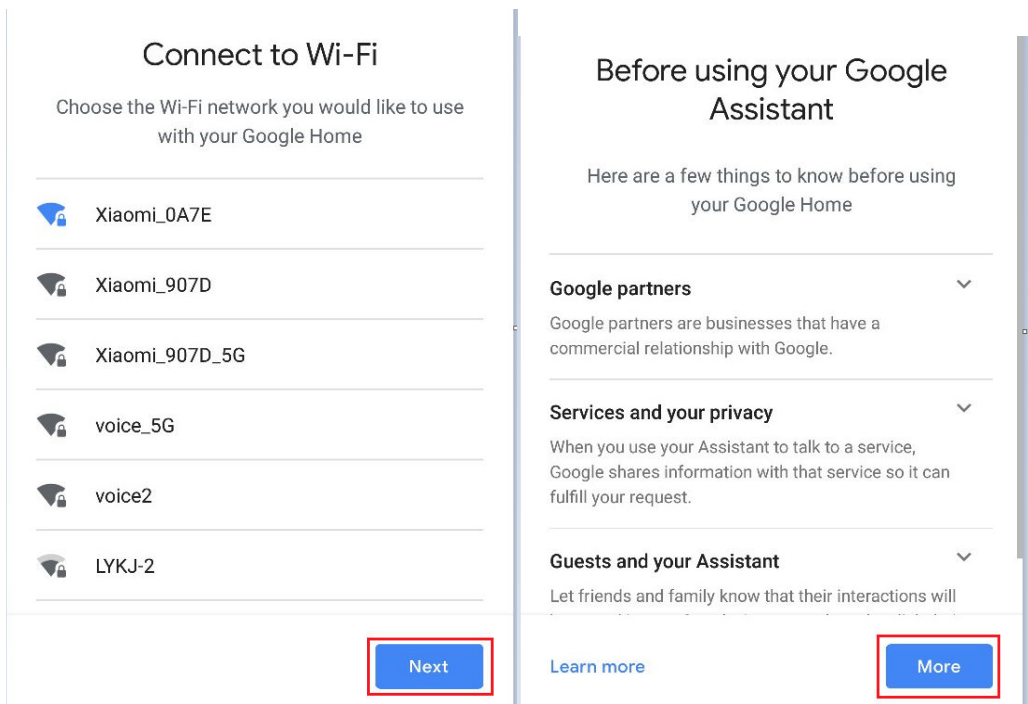 Connect to Wi-Fi
Choose the Wi-Fi network you would like to use
with your Google Home
Xiaomi_0A7E
Xiaomi_907D
Xiaomi_907D_5G
voice_5G
voice2
LYKJ-2
Next
Before using your Google
Assistant
Here are a few things to know before using
your Google Home
Google partners
Google partners are businesses that have a
commercial relationship with Google.
Services and your privacy
When you use your Assistant to talk to a service,
Google shares information with that service so it can
fulfill your request.
Guests and your Assistant
Let friends and family know that their interactions will
Learn more
More